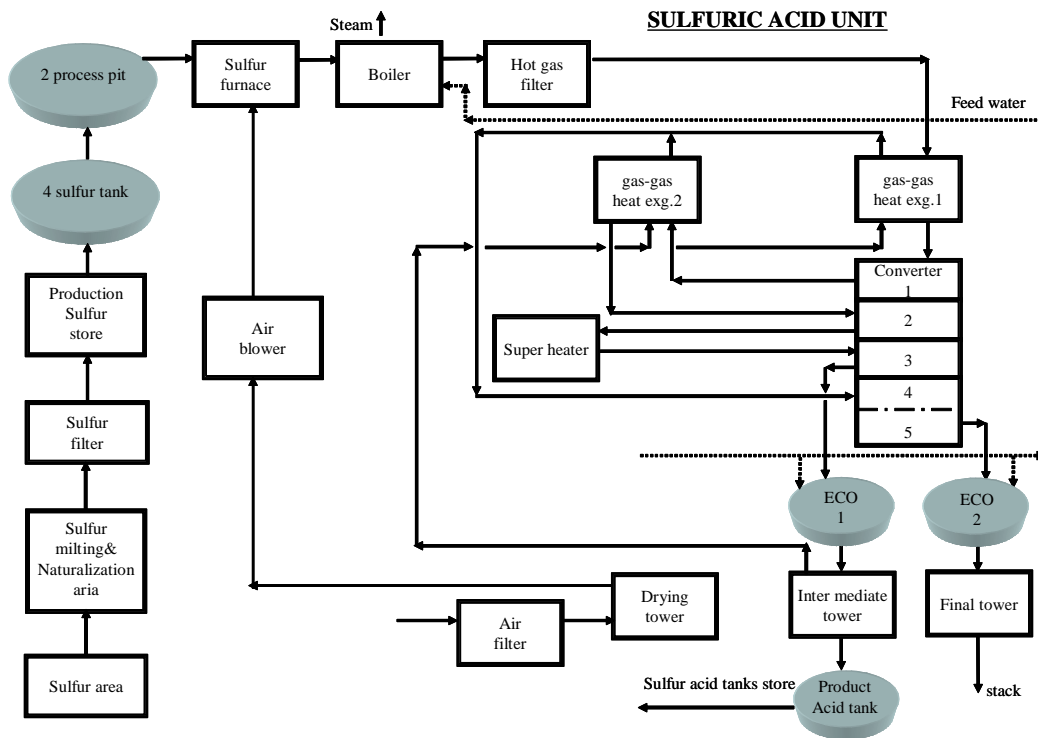 SULFURIC ACID UNIT
Steam
2 process pit
Sulfur
furnace
Boiler
Hot gas
filter
Feed water
4 sulfur tank
gas-gas
heat exg.2
gas-gas
heat exg.1
Production
Sulfur
store
Air
blower
Super heater
Converter
1
2
3
4
5
Sulfur
filter
ECO
1
ECO
2
Sulfur
milting&
Naturalization
aria
Drying
tower
Inter mediate
tower
Final tower
Air
filter
Sulfur area
Sulfur acid tanks store
Product
Acid tank
stack